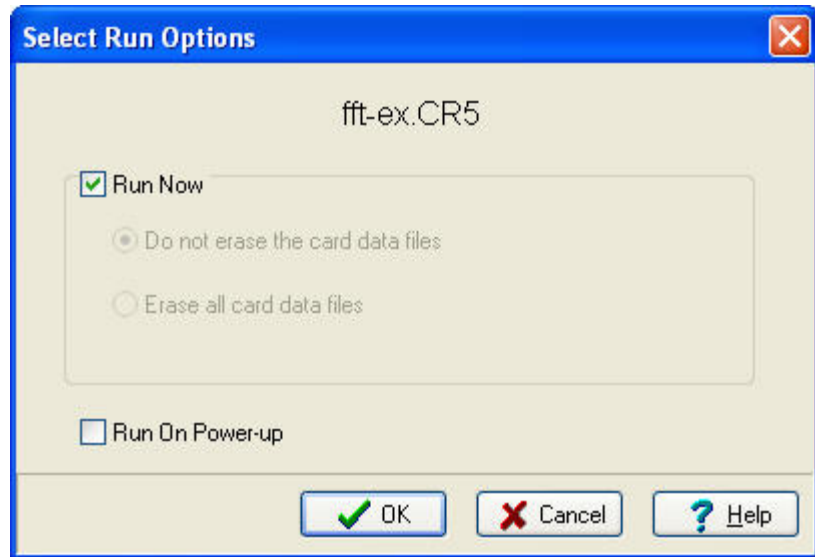 Select Run Options
fft-ex.CR5
Run Now
Do not erase the card data files
Erase all card data files
Run On Power-up
OK Cancel Help